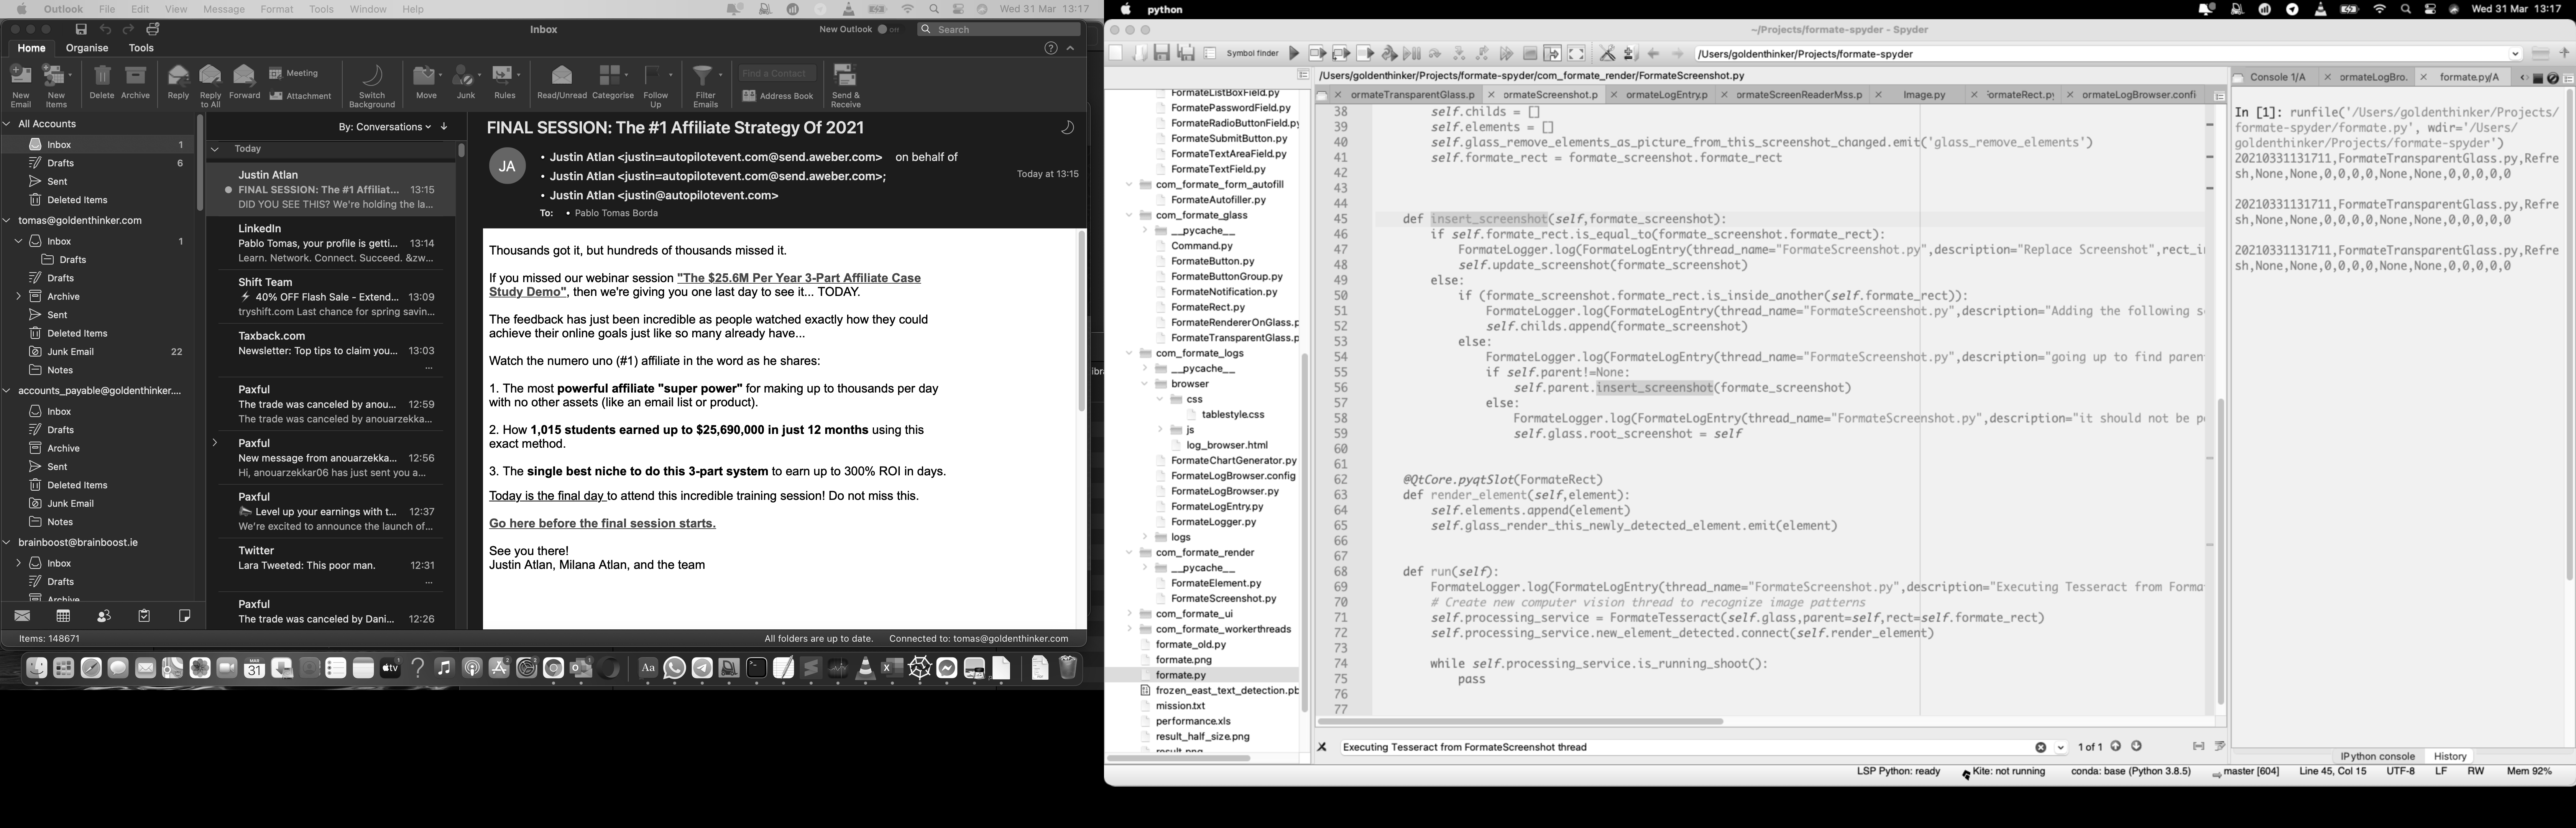 Outlook File Edit View Message Format Tools Window Help
Wed 31 Mar 13:17
Inbox
New Outlook
Off
Search
Home Organise Tools
New Email
New Items
Delete
Archive
Reply
Reply to All
Forward
Meeting
Attachment
Switch Background
Move
Junk
Rules
Read/Unread
Categorise
Follow Up
Filter Emails
Find a Contact
Address Book
Send & Receive
All Accounts
Inbox 1
Drafts 6
Sent
Deleted Items
tomas@goldenthinker.com
Inbox 1
Drafts
Drafts
Archive
Sent
Deleted Items
Junk Email 22
Notes
accounts_payable@goldenthinker....
Inbox
Drafts
Archive
Sent
Deleted Items
Junk Email
Notes
brainboost@brainboost.ie
Inbox
Drafts
Archive
By: Conversations
Today
Justin Atlan
FINAL SESSION: The #1 Affiliat... 13:15
DID YOU SEE THIS? We're holding the la...
LinkedIn
Pablo Tomas, your profile is getti... 13:14
Learn. Network. Connect. Succeed. &zw...
Shift Team
⚡ 40% OFF Flash Sale - Extend... 13:09
tryshift.com Last chance for spring savin...
Taxback.com
Newsletter: Top tips to claim you... 13:03
...
Paxful
The trade was canceled by anou... 12:59
The trade was canceled by anouarzekka...
Paxful
New message from anouarzekka... 12:56
Hi, anouarzekkar06 has just sent you a...
Paxful
Level up your earnings with t... 12:37
We're excited to announce the launch of...
Twitter
Lara Tweeted: This poor man. 12:31
...
Paxful
The trade was canceled by Dani... 12:26
FINAL SESSION: The #1 Affiliate Strategy Of 2021
JA
• Justin Atlan <justin=autopilotevent.com@send.aweber.com> on behalf of
• Justin Atlan <justin=autopilotevent.com@send.aweber.com>;
• Justin Atlan <justin@autopilotevent.com>
Today at 13:15
To: • Pablo Tomas Borda
Thousands got it, but hundreds of thousands missed it.
If you missed our webinar session "The $25.6M Per Year 3-Part Affiliate Case
Study Demo", then we're giving you one last day to see it... TODAY.
The feedback has just been incredible as people watched exactly how they could
achieve their online goals just like so many already have...
Watch the numero uno (#1) affiliate in the word as he shares:
1. The most powerful affiliate "super power" for making up to thousands per day
with no other assets (like an email list or product).
2. How 1,015 students earned up to $25,690,000 in just 12 months using this
exact method.
3. The single best niche to do this 3-part system to earn up to 300% ROI in days.
Today is the final day to attend this incredible training session! Do not miss this.
Go here before the final session starts.
See you there!
Justin Atlan, Milana Atlan, and the team
Items: 148671
All folders are up to date. Connected to: tomas@goldenthinker.com
MAR
31
tv
Aa
python
Wed 31 Mar 13:17
~/Projects/formate-spyder - Spyder
Symbol finder
/Users/goldenthinker/Projects/formate-spyder
/Users/goldenthinker/Projects/formate-spyder/com_formate_render/FormateScreenshot.py
FormateListBoxField.py
FormatePasswordField.py
FormateRadioButtonField.py
FormateSubmitButton.py
FormateTextAreaField.py
FormateTextField.py
com_formate_form_autofill
FormateAutofiller.py
com_formate_glass
__pycache__
Command.py
FormateButton.py
FormateButtonGroup.py
FormateNotification.py
FormateRect.py
FormateRendererOnGlass.p
FormateTransparentGlass.p
com_formate_logs
__pycache__
browser
css
tablestyle.css
js
log_browser.html
FormateChartGenerator.py
FormateLogBrowser.config
FormateLogBrowser.py
FormateLogEntry.py
FormateLogger.py
logs
com_formate_render
__pycache__
FormateElement.py
FormateScreenshot.py
com_formate_ui
com_formate_workerthreads
formate_old.py
formate.png
formate.py
frozen_east_text_detection.pb
mission.txt
performance.xls
result_half_size.png
result.png
ormateTransparentGlass.p
ormateScreenshot.p
ormateLogEntry.p
ormateScreenReaderMss.p
Image.py
ormateRect.py
ormateLogBrowser.confi
38 self.childs = []
39 self.elements = []
40 self.glass_remove_elements_as_picture_from_this_screenshot_changed.emit('glass_remove_elements')
41 self.formate_rect = formate_screenshot.formate_rect
42
43
44
45 def insert_screenshot(self,formate_screenshot):
46 if self.formate_rect.is_equal_to(formate_screenshot.formate_rect):
47 FormateLogger.log(FormateLogEntry(thread_name="FormateScreenshot.py",description="Replace Screenshot",rect_i
48 self.update_screenshot(formate_screenshot)
49 else:
50 if (formate_screenshot.formate_rect.is_inside_another(self.formate_rect)):
51 FormateLogger.log(FormateLogEntry(thread_name="FormateScreenshot.py",description="Adding the following s
52 self.childs.append(formate_screenshot)
53 else:
54 FormateLogger.log(FormateLogEntry(thread_name="FormateScreenshot.py",description="going up to find paren
55 if self.parent!=None:
56 self.parent.insert_screenshot(formate_screenshot)
57 else:
58 FormateLogger.log(FormateLogEntry(thread_name="FormateScreenshot.py",description="it should not be p
59 self.glass.root_screenshot = self
60
61
62 @QtCore.pyqtSlot(FormateRect)
63 def render_element(self,element):
64 self.elements.append(element)
65 self.glass_render_this_newly_detected_element.emit(element)
66
67
68 def run(self):
69 FormateLogger.log(FormateLogEntry(thread_name="FormateScreenshot.py",description="Executing Tesseract from Forma
70 # Create new computer vision thread to recognize image patterns
71 self.processing_service = FormateTesseract(self.glass,parent=self,rect=self.formate_rect)
72 self.processing_service.new_element_detected.connect(self.render_element)
73
74 while self.processing_service.is_running_shoot():
75 pass
76
77
Executing Tesseract from FormateScreenshot thread
1 of 1
Console 1/A
ormateLogBro.
formate.py/A
In [1]: runfile('/Users/goldenthinker/Projects/
formate-spyder/formate.py', wdir='/Users/
goldenthinker/Projects/formate-spyder')
20210331131711,FormateTransparentGlass.py,Refre
sh,None,None,0,0,0,0,None,None,0,0,0,0,0
20210331131711,FormateTransparentGlass.py,Refre
sh,None,None,0,0,0,0,None,None,0,0,0,0,0
20210331131711,FormateTransparentGlass.py,Refre
sh,None,None,0,0,0,0,None,None,0,0,0,0,0
IPython console
History
LSP Python: ready
Kite: not running
conda: base (Python 3.8.5)
master [604]
Line 45, Col 15
UTF-8
LF
RW
Mem 92%